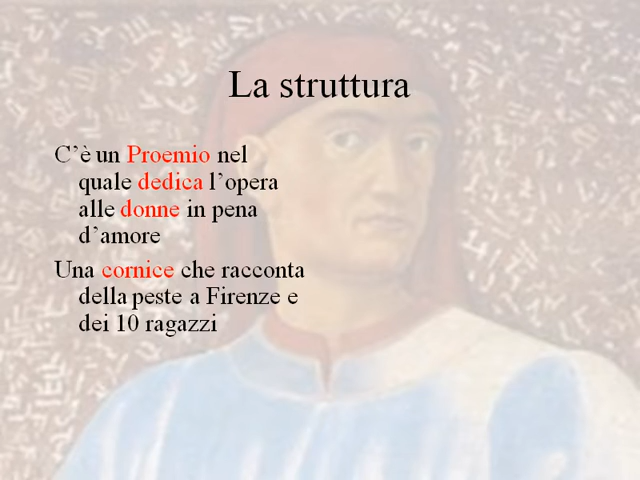 La struttura
C’è un Proemio nel
quale dedica l’opera
alle donne in pena
d’amore
Una cornice che racconta
della peste a Firenze e
dei 10 ragazzi